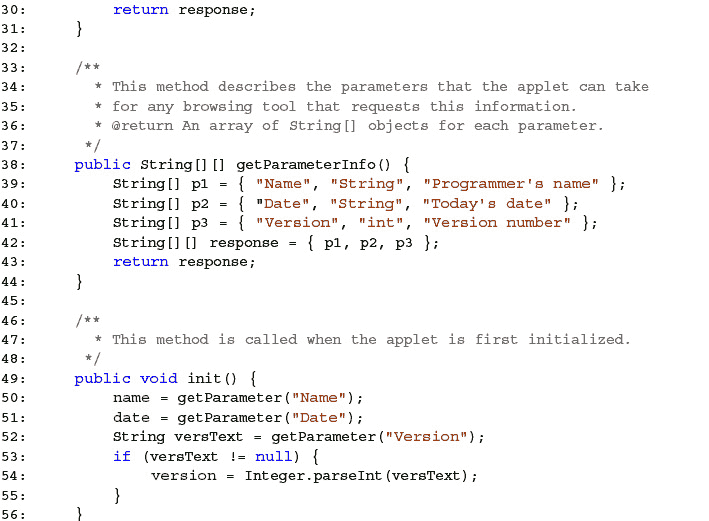 30:         return response;
31:     }
32:
33:     /**
34:       * This method describes the parameters that the applet can take
35:       * for any browsing tool that requests this information.
36:       * @return An array of String[] objects for each parameter.
37:      */
38:     public String[][] getParameterInfo() {
39:         String[] p1 = { "Name", "String", "Programmer's name" };
40:         String[] p2 = { "Date", "String", "Today's date" };
41:         String[] p3 = { "Version", "int", "Version number" };
42:         String[][] response = { p1, p2, p3 };
43:         return response;
44:     }
45:
46:     /**
47:       * This method is called when the applet is first initialized.
48:      */
49:     public void init() {
50:         name = getParameter("Name");
51:         date = getParameter("Date");
52:         String versText = getParameter("Version");
53:         if (versText != null) {
54:             version = Integer.parseInt(versText);
55:         }
56:     }